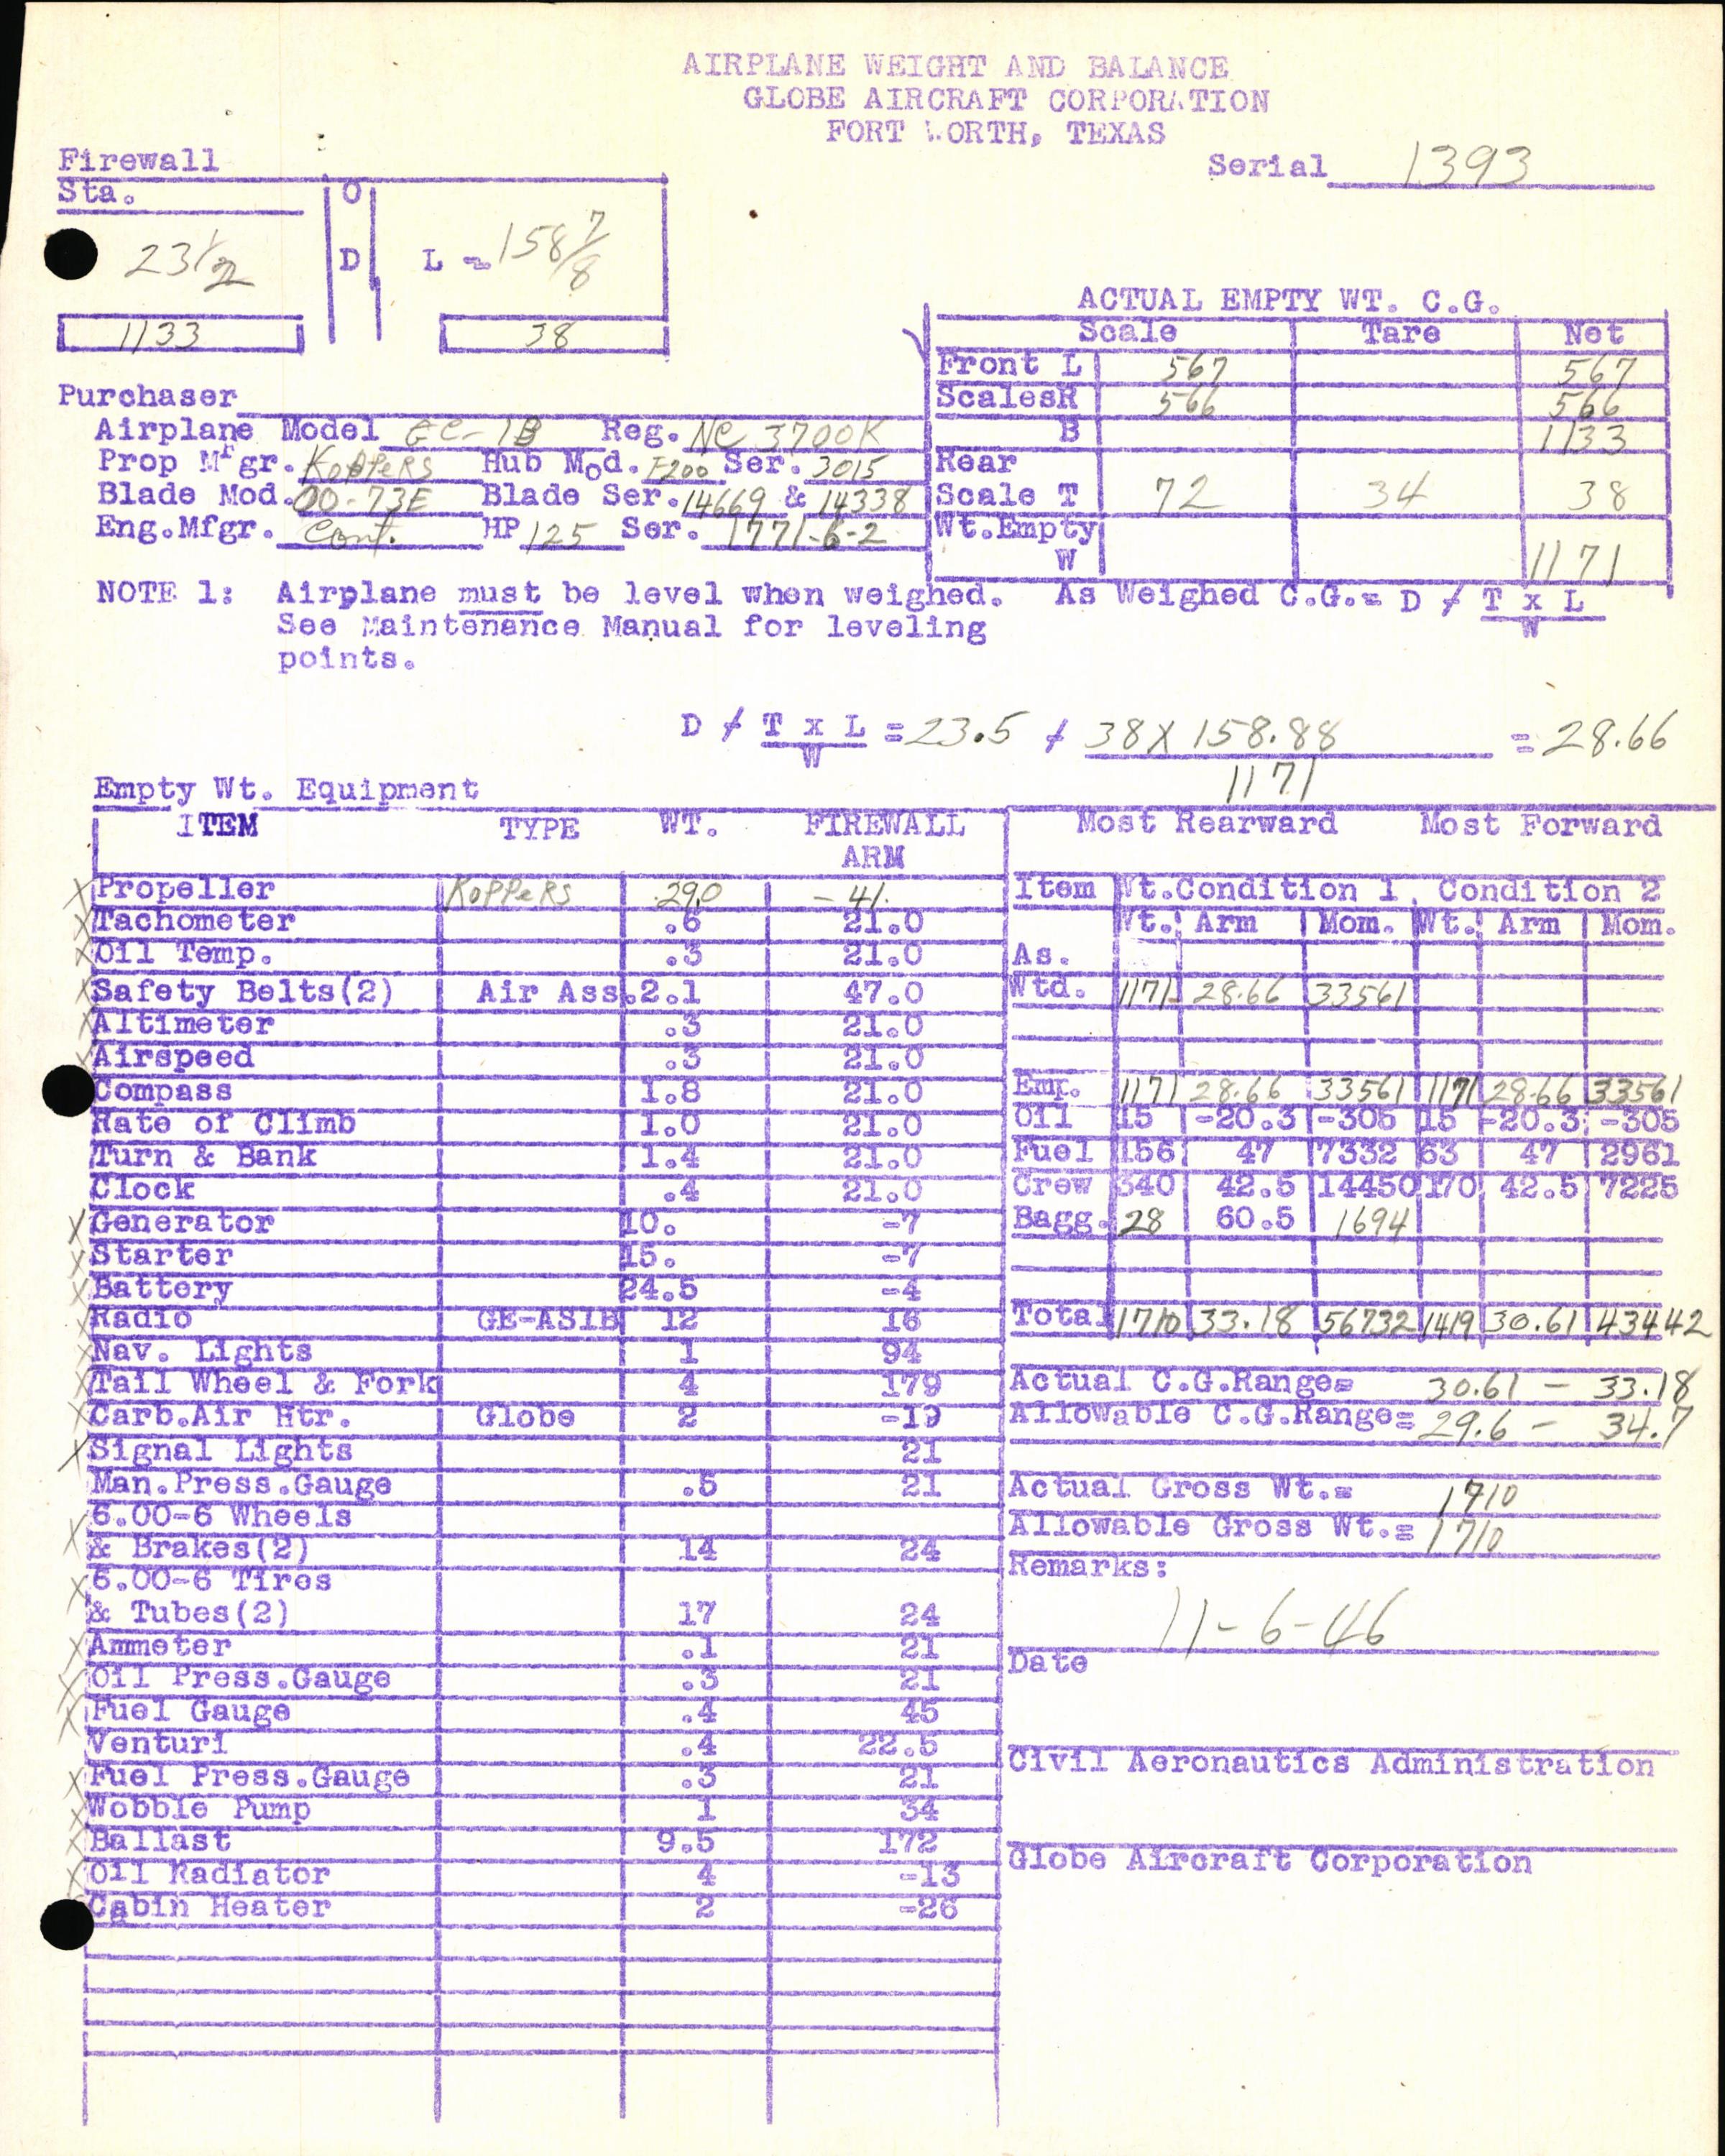 AIRPLANE WEIGHT AND BALANCE
GLOBE AIRCRAFT CORPORATION
FORT WORTH, TEXAS
Serial 1393
Firewall
Sta. O
23 1/2 D L = 158 7/8
1133 38
ACTUAL EMPTY WT. C.G.
Scale Tare Net
Front L 567 567
Scales R 566 566
B 1133
Rear
Scale T 72 34 38
Wt. Empty
W 1171
Purchaser
Airplane Model GC-1B Reg. NC 3700K
Prop Mfgr. Koppers Hub Mod. F200 Ser. 3015
Blade Mod. 00-73E Blade Ser. 14669 & 14338
Eng.Mfgr. Cont. HP 125 Ser. 1771-6-2
NOTE 1: Airplane must be level when weighed. As Weighed C.G.= D / T x L
See Maintenance Manual for leveling W
points.
D / T x L = 23.5 / 38 X 158.88 = 28.66
W 1171
Empty Wt. Equipment
ITEM TYPE WT. FIREWALL
ARM
X Propeller KOPPERS 29.0 -41.
X Tachometer .6 21.0
X Oil Temp. .3 21.0
X Safety Belts(2) Air Ass. 2.1 47.0
X Altimeter .3 21.0
X Airspeed .3 21.0
Compass 1.8 21.0
Rate of Climb 1.0 21.0
Turn & Bank 1.4 21.0
Clock .4 21.0
X Generator 10. -7
X Starter 15. -7
X Battery 24.5 -4
X Radio GE-AS1B 12 16
X Nav. Lights 1 94
X Tail Wheel & Fork 4 179
X Carb.Air Htr. Globe 2 -19
X Signal Lights 21
Man.Press.Gauge .5 21
6.00-6 Wheels
X & Brakes(2) 14 24
X 6.00-6 Tires
& Tubes(2) 17 24
X Ammeter .1 21
X Oil Press.Gauge .3 21
X Fuel Gauge .4 45
Venturi .4 22.5
X Fuel Press.Gauge .3 21
X Wobble Pump 1 34
X Ballast 9.5 172
X Oil Radiator 4 -13
Cabin Heater 2 -26
Most Rearward Most Forward
Item Wt.Condition 1 Condition 2
Wt. Arm Mom. Wt. Arm Mom.
As.
Wtd. 1171 28.66 33561
Emp. 1171 28.66 33561 1171 28.66 33561
Oil 15 -20.3 -305 15 -20.3 -305
Fuel 156 47 7332 63 47 2961
Crew 340 42.5 14450 170 42.5 7225
Bagg. 28 60.5 1694
Total 1710 33.18 56732 1419 30.61 43442
Actual C.G.Range= 30.61 - 33.18
Allowable C.G.Range= 29.6 - 34.7
Actual Gross Wt.= 1710
Allowable Gross Wt.= 1710
Remarks:
11-6-46
Date
Civil Aeronautics Administration
Globe Aircraft Corporation